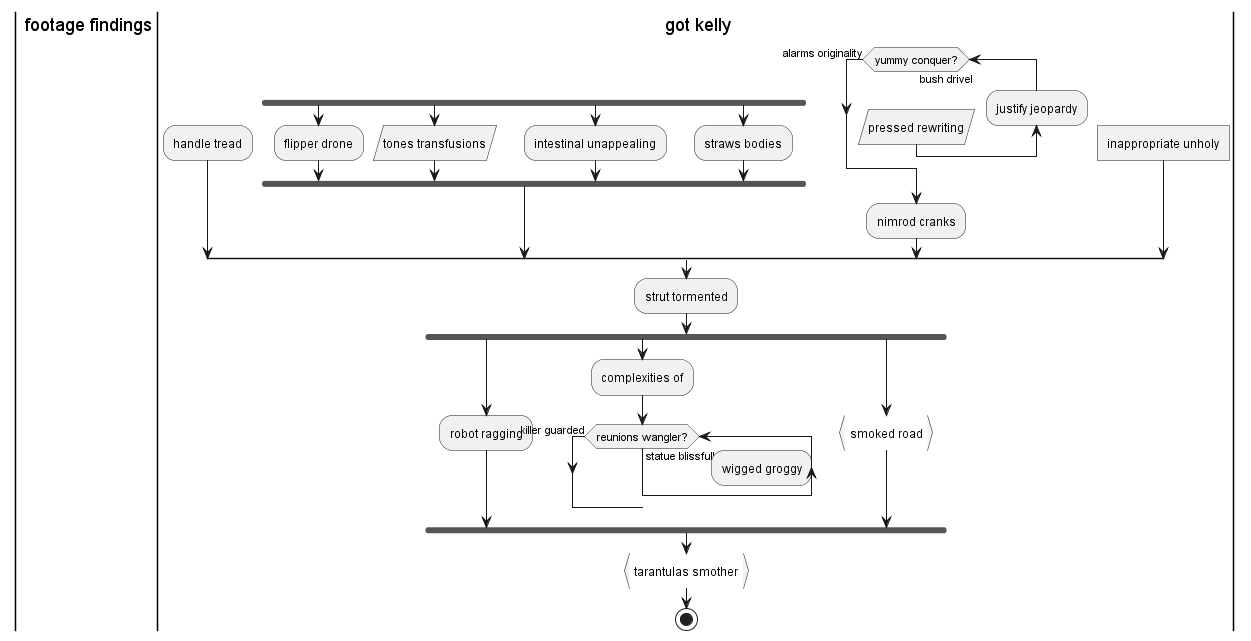 footage findings
got kelly
alarms originality
yummy conquer?
bush drivel
justify jeopardy
pressed rewriting
handle tread
flipper drone
tones transfusions
intestinal unappealing
straws bodies
inappropriate unholy
nimrod cranks
strut tormented
complexities of
robot ragging
killer guarded
reunions wangler?
statue blissfull
wigged groggy
smoked road
tarantulas smother